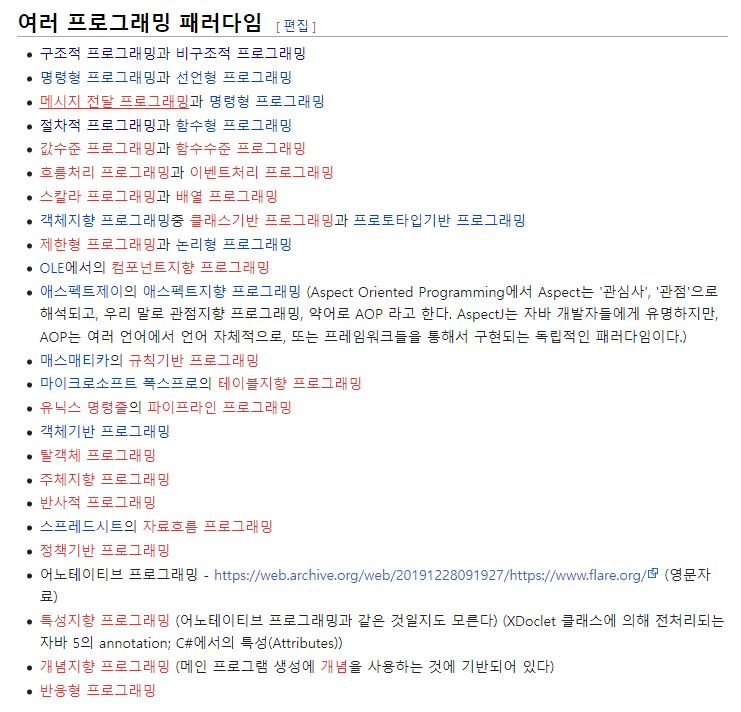 여러 프로그래밍 패러다임 [ 편집 ]
구조적 프로그래밍과 비구조적 프로그래밍
명령형 프로그래밍과 선언형 프로그래밍
메시지 전달 프로그래밍과 명령형 프로그래밍
절차적 프로그래밍과 함수형 프로그래밍
값수준 프로그래밍과 함수수준 프로그래밍
흐름처리 프로그래밍과 이벤트처리 프로그래밍
스칼라 프로그래밍과 배열 프로그래밍
객체지향 프로그래밍중 클래스기반 프로그래밍과 프로토타입기반 프로그래밍
제한형 프로그래밍과 논리형 프로그래밍
OLE에서의 컴포넌트지향 프로그래밍
애스펙트제이의 애스펙트지향 프로그래밍 (Aspect Oriented Programming에서 Aspect는 '관심사', '관점'으로
해석되고, 우리 말로 관점지향 프로그래밍, 약어로 AOP 라고 한다. AspectJ는 자바 개발자들에게 유명하지만,
AOP는 여러 언어에서 언어 자체적으로, 또는 프레임워크들을 통해서 구현되는 독립적인 패러다임이다.)
매스매티카의 규칙기반 프로그래밍
마이크로소프트 폭스프로의 테이블지향 프로그래밍
유닉스 명령줄의 파이프라인 프로그래밍
객체기반 프로그래밍
탈객체 프로그래밍
주체지향 프로그래밍
반사적 프로그래밍
스프레드시트의 자료흐름 프로그래밍
정책기반 프로그래밍
어노테이티브 프로그래밍 - https://web.archive.org/web/20191228091927/https://www.flare.org/ (영문자
료)
특성지향 프로그래밍 (어노테이티브 프로그래밍과 같은 것일지도 모른다) (XDoclet 클래스에 의해 전처리되는
자바 5의 annotation; C#에서의 특성(Attributes))
개념지향 프로그래밍 (메인 프로그램 생성에 개념을 사용하는 것에 기반되어 있다)
반응형 프로그래밍